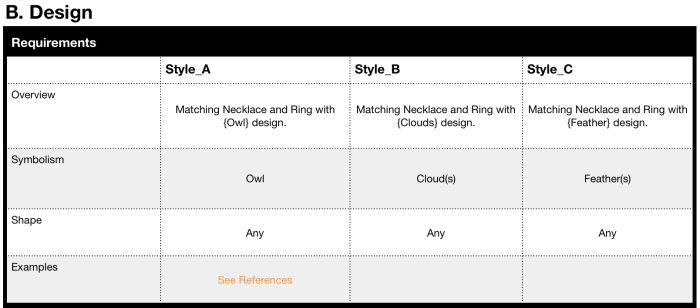 B. Design
Requirements
Style_A Style_B Style_C
Overview
Matching Necklace and Ring with Matching Necklace and Ring with Matching Necklace and Ring with
{Owl} design. {Clouds} design. {Feather} design.
Symbolism
Owl Cloud(s) Feather(s)
Shape
Any Any Any
Examples
See References